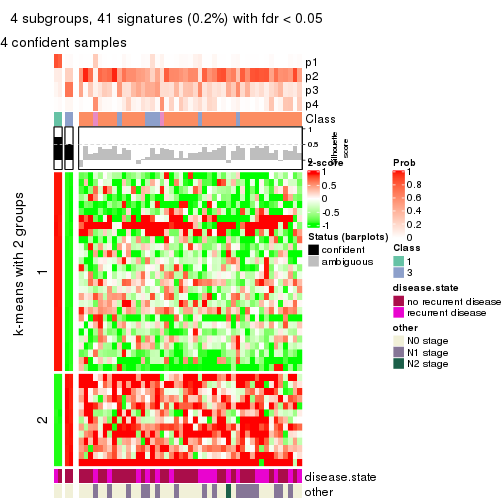 4 subgroups, 41 signatures (0.2%) with fdr < 0.05
4 confident samples
p1
p2
p3
p4
Class
1
0.5
0
Silhouette
score
z-score
1
0.5
0
-0.5
-1
Status (barplots)
confident
ambiguous
Prob
1
0.8
0.6
0.4
0.2
0
Class
1
3
disease.state
no recurrent disease
recurrent disease
other
N0 stage
N1 stage
N2 stage
k-means with 2 groups
1
2
disease.state
other